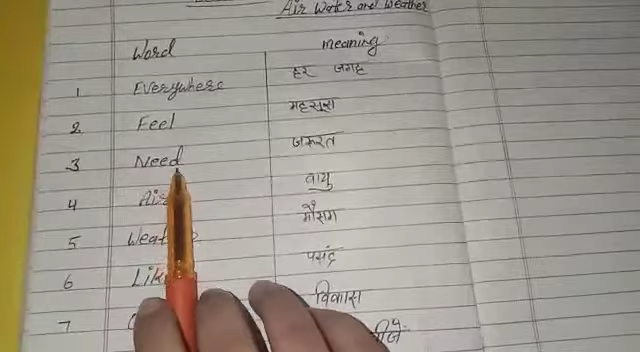 Air Water and Weather
Word meaning
1 Everywhere हर जगह
2 Feel महसूस
3 Need जरूरत
4 वायु
5 मौसम
6 पसंद
7 विकास